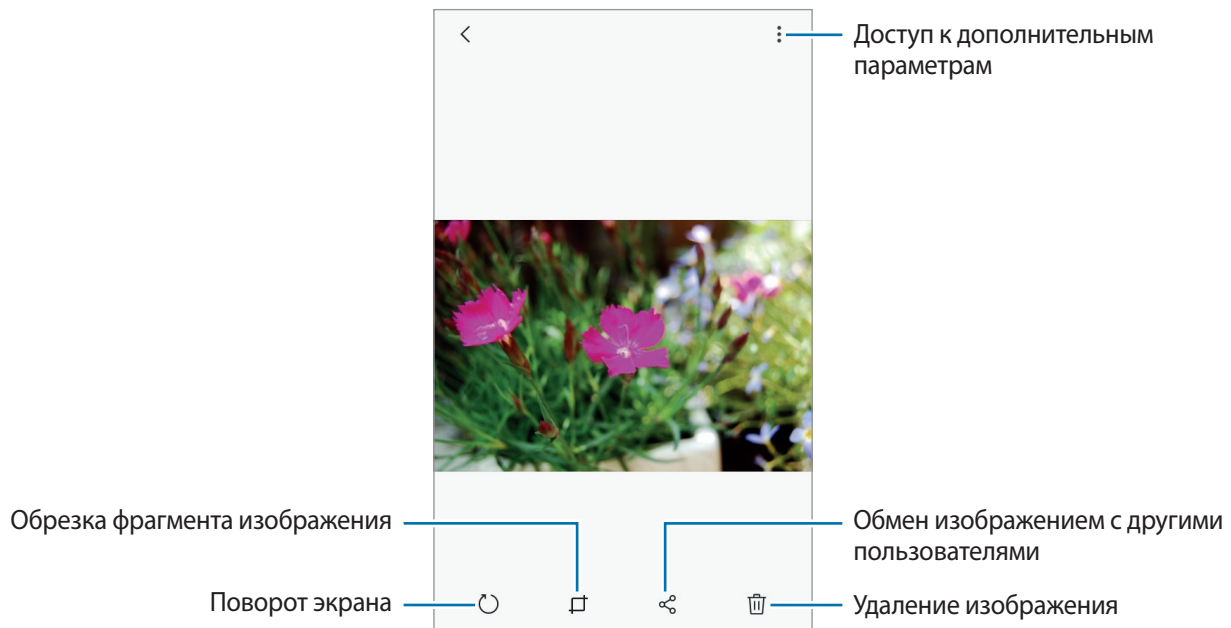 Доступ к дополнительным
параметрам
Обрезка фрагмента изображения
Обмен изображением с другими
пользователями
Поворот экрана
Удаление изображения